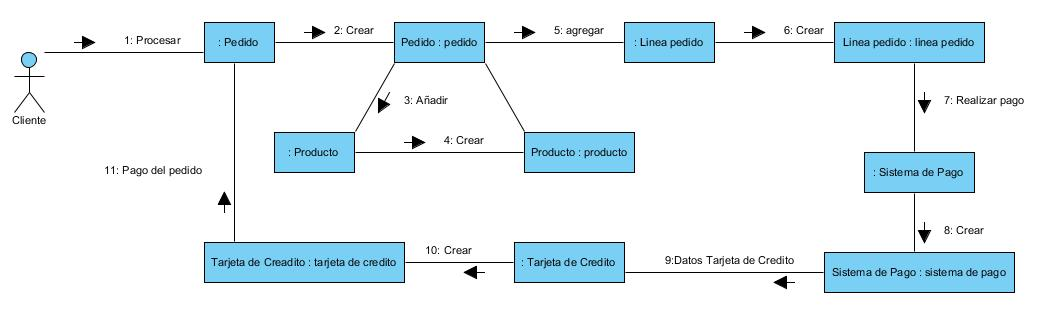 1: Procesar
: Pedido
2: Crear
Pedido : pedido
5: agregar
: Linea pedido
6: Crear
Linea pedido : linea pedido
Cliente
3: Añadir
7: Realizar pago
: Producto
4: Crear
Producto : producto
11: Pago del pedido
: Sistema de Pago
8: Crear
Tarjeta de Creadito : tarjeta de credito
10: Crear
: Tarjeta de Credito
9:Datos Tarjeta de Credito
Sistema de Pago : sistema de pago